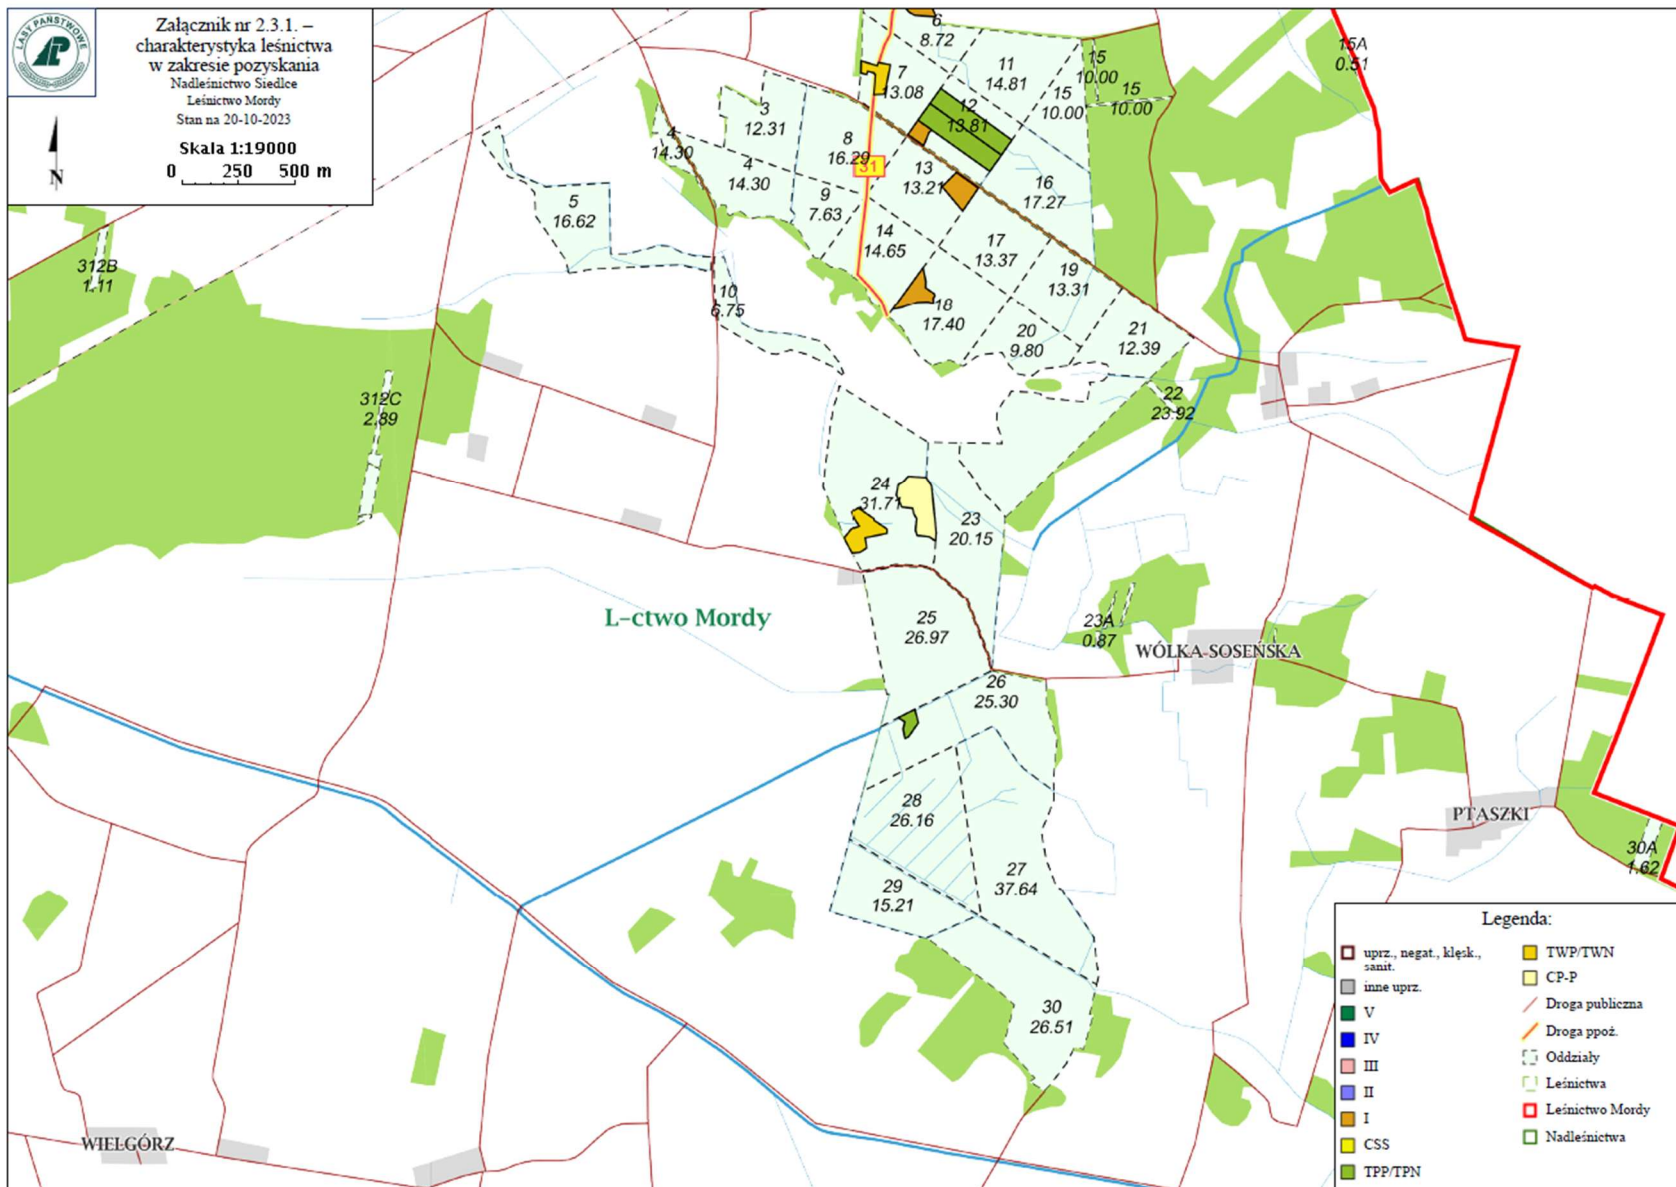 LASY PAŃSTWOWE
Załącznik nr 2.3.1. –
charakterystyka leśnictwa
w zakresie pozyskania
Nadleśnictwo Siedlce
Leśnictwo Mordy
Stan na 20-10-2023
Skala 1:19000
0 250 500 m
N
6
8.72
15A
0.51
7
13.08
11
14.81
15
10.00
15
10.00
15
10.00
3
12.31
12
13.81
8
16.29
31
4
14.30
4
14.30
13
13.21
16
17.27
9
7.63
5
16.62
14
14.65
17
13.37
19
13.31
312B
1.11
10
6.75
18
17.40
20
9.80
21
12.39
312C
2.89
22
23.92
24
31.71
23
20.15
L-ctwo Mordy
25
26.97
23A
0.87
WÓLKA SOSEŃSKA
26
25.30
28
26.16
PTASZKI
30A
1.62
27
37.64
29
15.21
30
26.51
WIELGÓRZ
Legenda:
uprz., negat., klęsk.,
sanit.
inne uprz.
V
IV
III
II
I
CSS
TPP/TPN
TWP/TWN
CP-P
Droga publiczna
Droga ppoż.
Oddziały
Leśnictwa
Leśnictwo Mordy
Nadleśnictwa